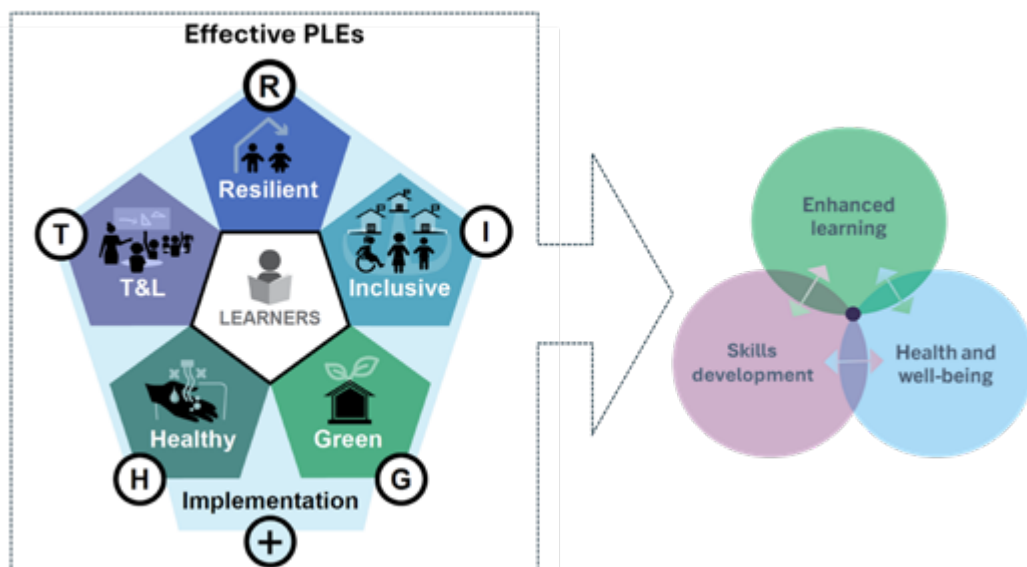 Effective PLEs
R
Resilient
T
T&L
I
Inclusive
LEARNERS
Healthy
Green
H
G
Implementation
+
Enhanced
learning
Skills
development
Health and
well-being